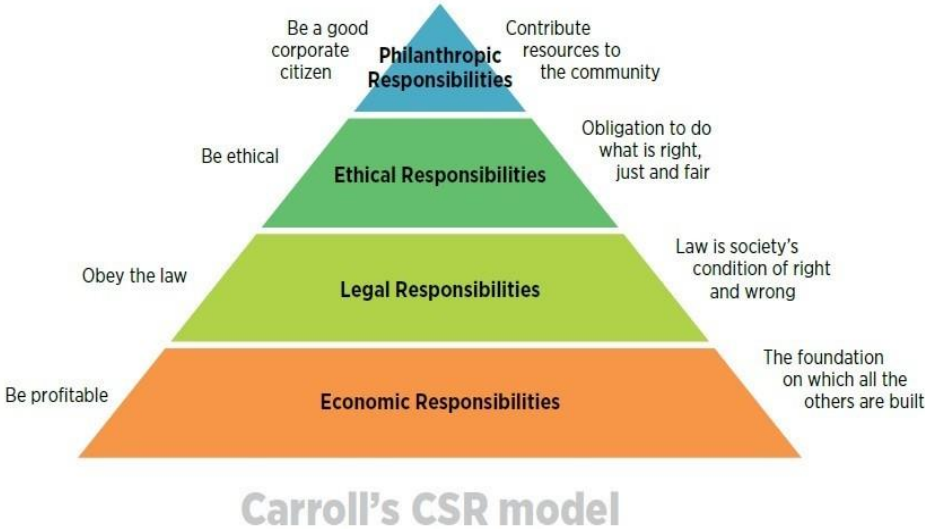 Be a good
corporate
citizen
Philanthropic
Responsibilities
Contribute
resources to
the community
Be ethical
Ethical Responsibilities
Obligation to do
what is right,
just and fair
Obey the law
Legal Responsibilities
Law is society’s
condition of right
and wrong
Be profitable
Economic Responsibilities
The foundation
on which all the
others are built
Carroll’s CSR model